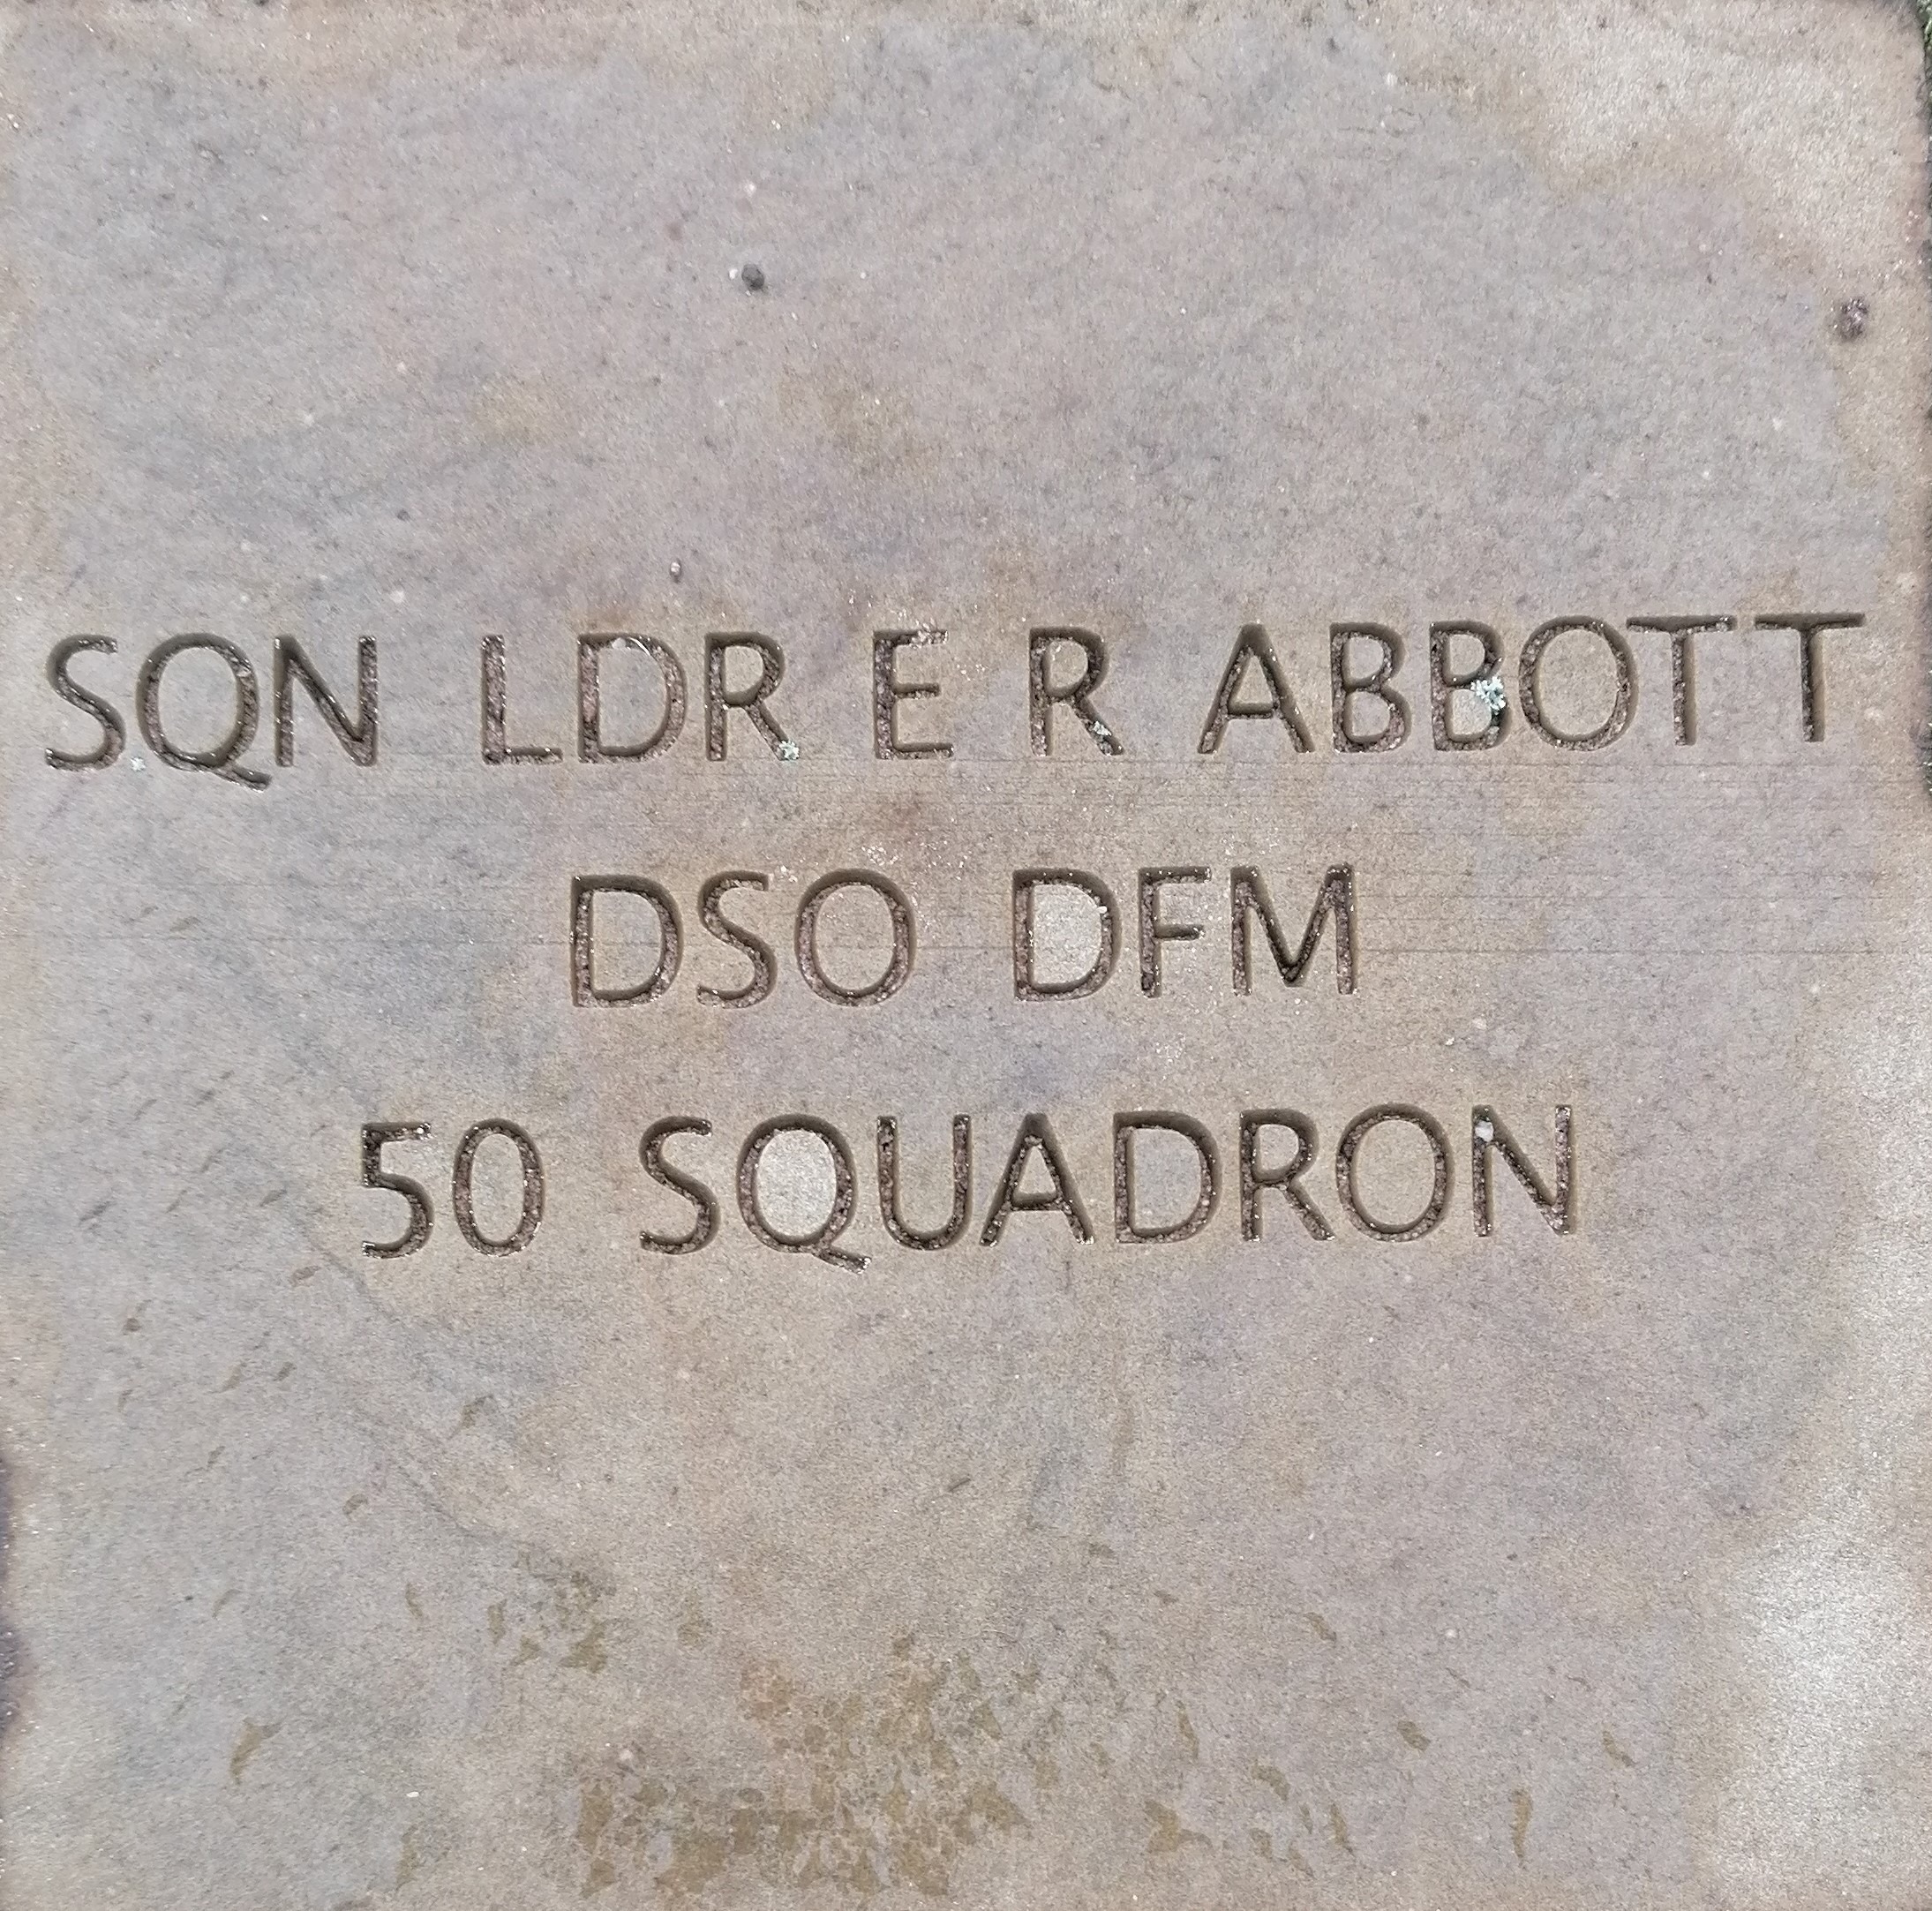 SQN LDR E R ABBOTT
DSO DFM
50 SQUADRON